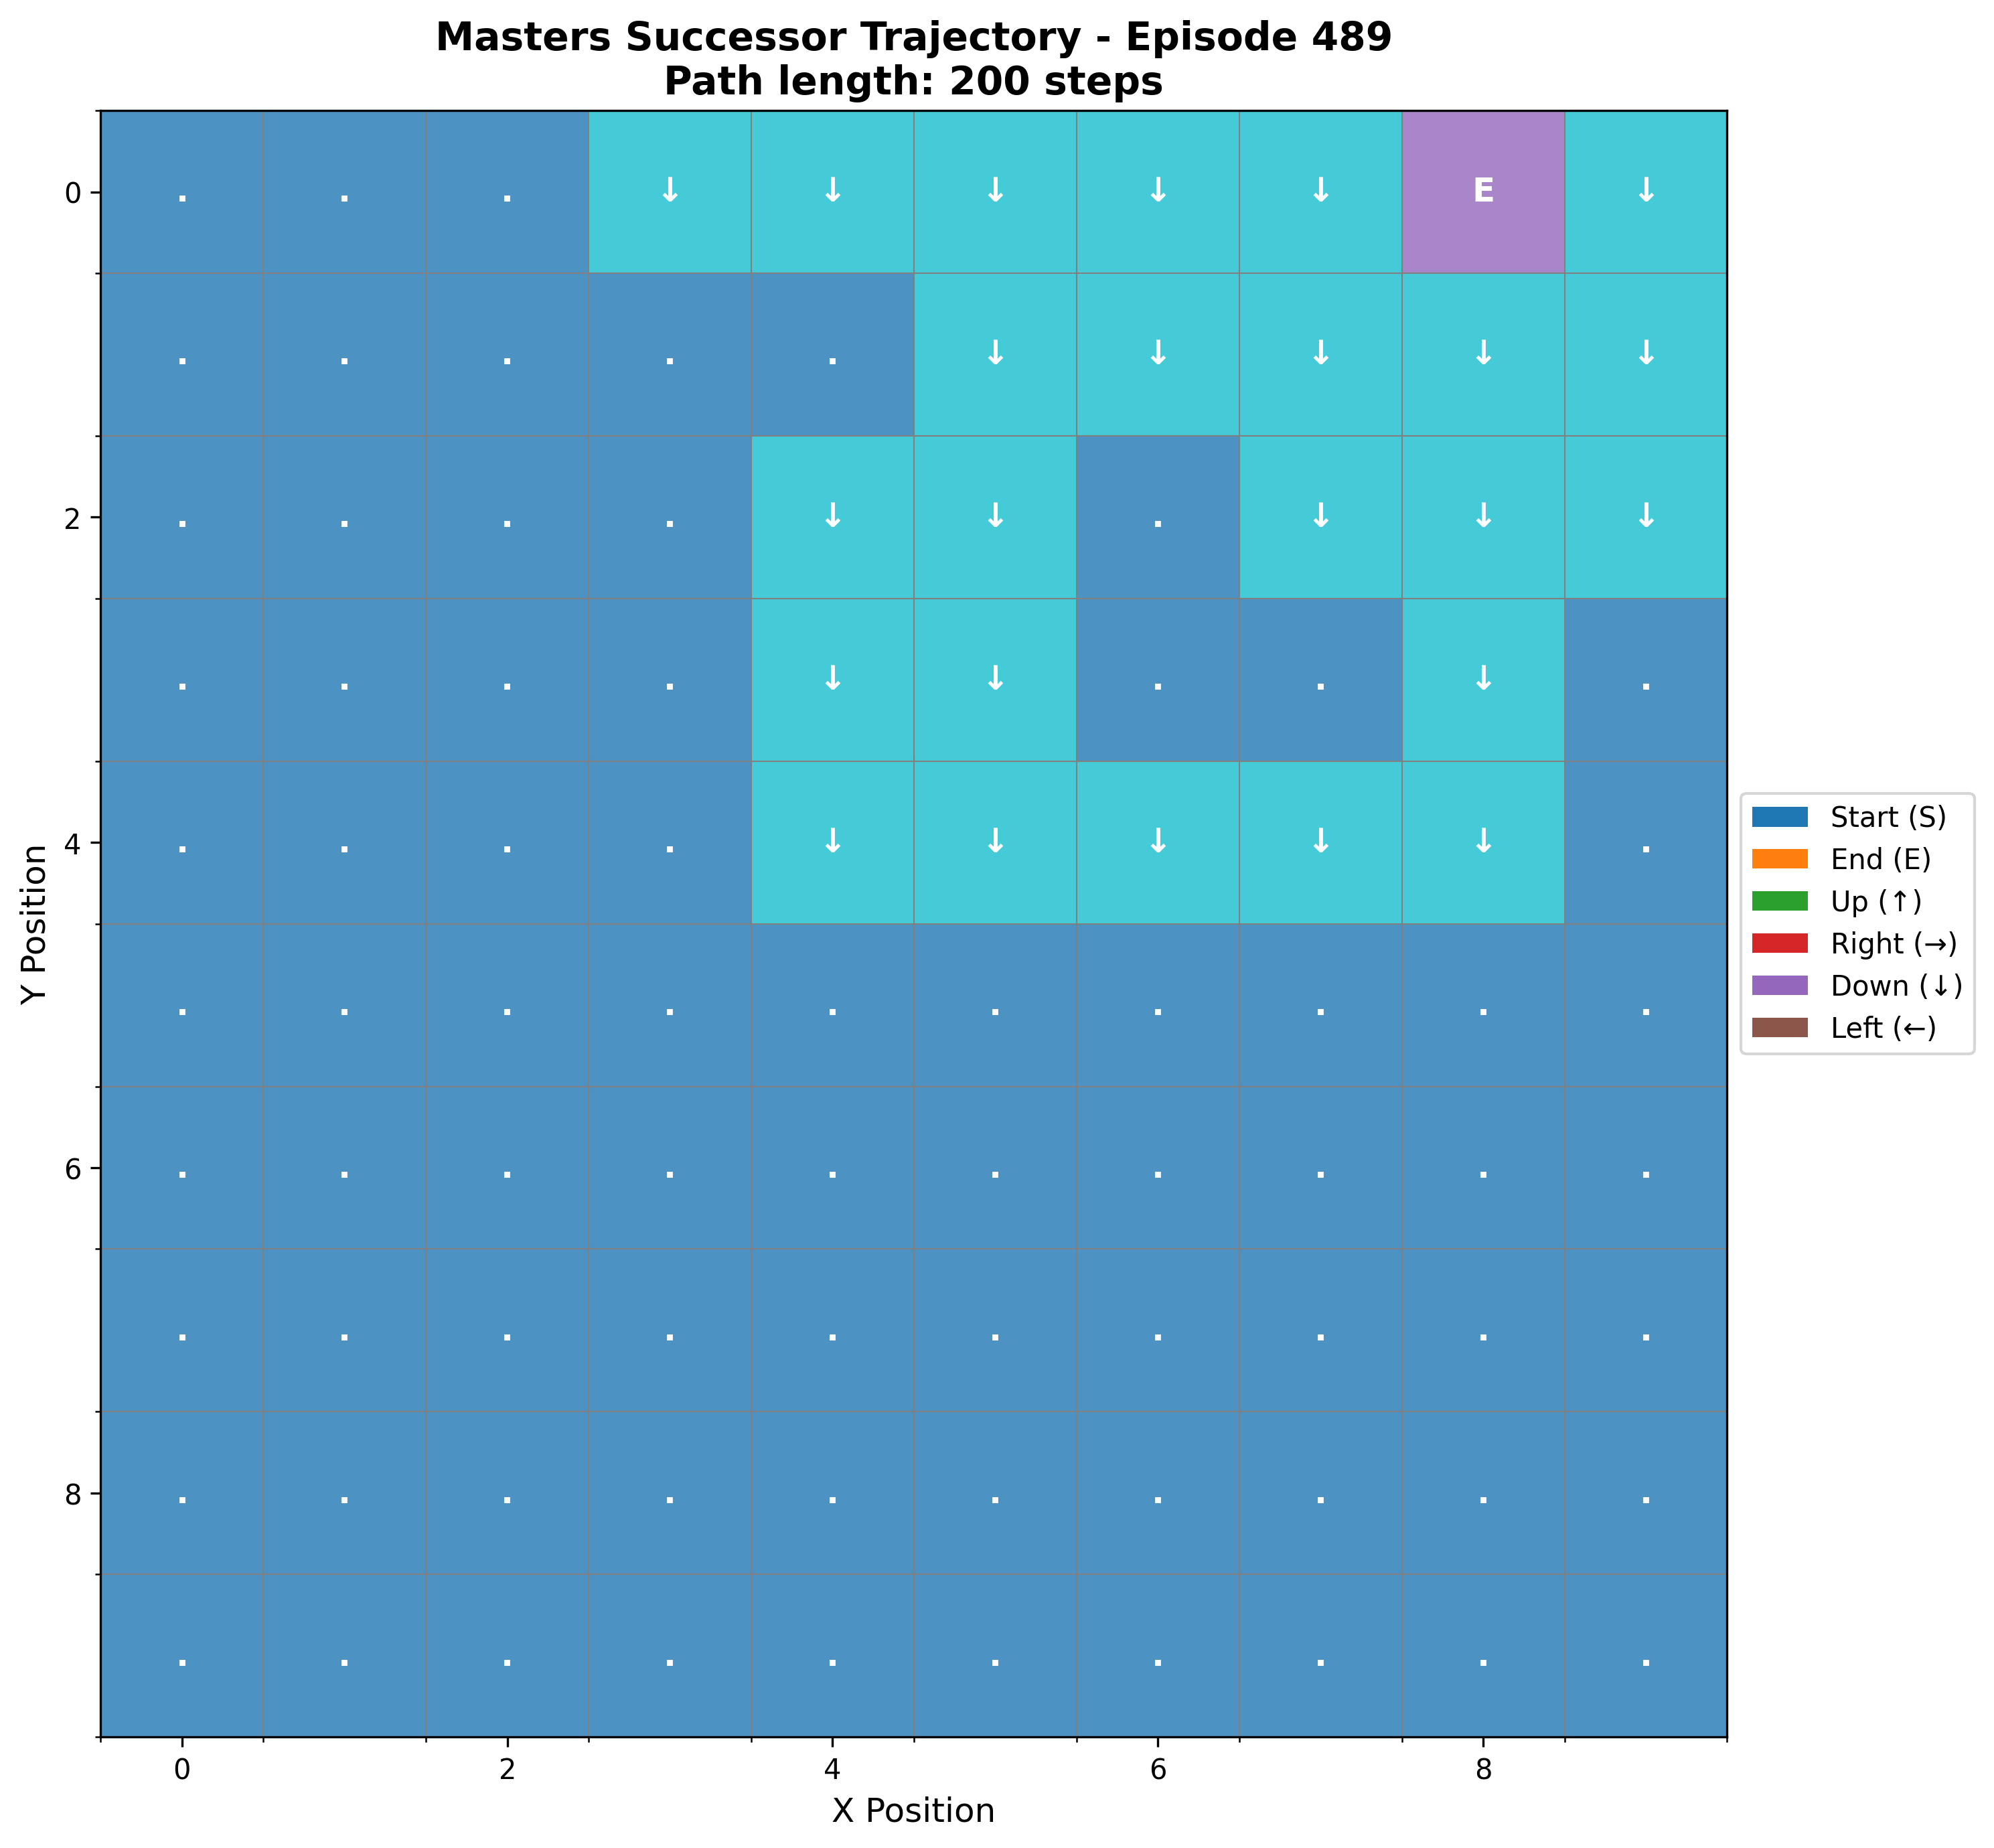 Masters Successor Trajectory - Episode 489
Path length: 200 steps
0 . . . ↓ ↓ ↓ ↓ ↓ E ↓
. . . . . ↓ ↓ ↓ ↓ ↓
2 . . . . ↓ ↓ . ↓ ↓ ↓
. . . . ↓ ↓ . . ↓ .
4 . . . . ↓ ↓ ↓ ↓ ↓ .
. . . . . . . . . .
6 . . . . . . . . . .
. . . . . . . . . .
8 . . . . . . . . . .
. . . . . . . . . .
0 2 4 6 8
X Position
Y Position
Start (S)
End (E)
Up (↑)
Right (→)
Down (↓)
Left (←)